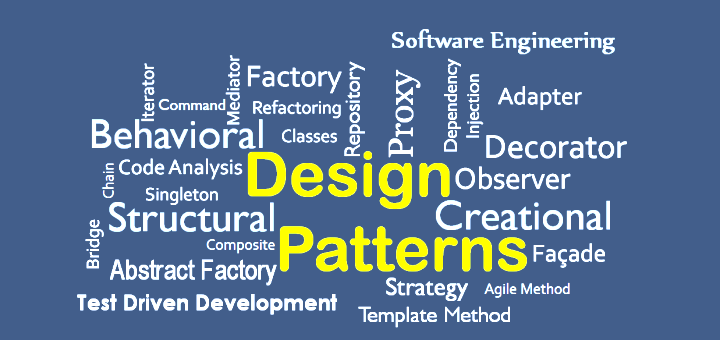 Software Engineering
Iterator
Mediator
Factory
Repository
Proxy
Dependency
Injection
Adapter
Command
Refactoring
Behavioral
Classes
Decorator
Chain
Code Analysis
Design
Observer
Singleton
Structural
Creational
Bridge
Composite
Patterns
Façade
Abstract Factory
Strategy
Agile Method
Test Driven Development
Template Method